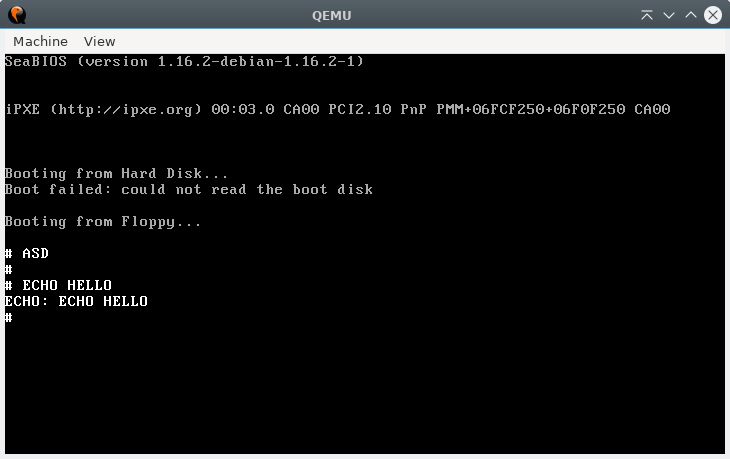 QEMU
Machine View
SeaBIOS (version 1.16.2-debian-1.16.2-1)
iPXE (http://ipxe.org) 00:03.0 CA00 PCI2.10 PnP PMM+06FCF250+06F0F250 CA00
Booting from Hard Disk...
Boot failed: could not read the boot disk
Booting from Floppy...
# ASD
#
# ECHO HELLO
ECHO: ECHO HELLO
#